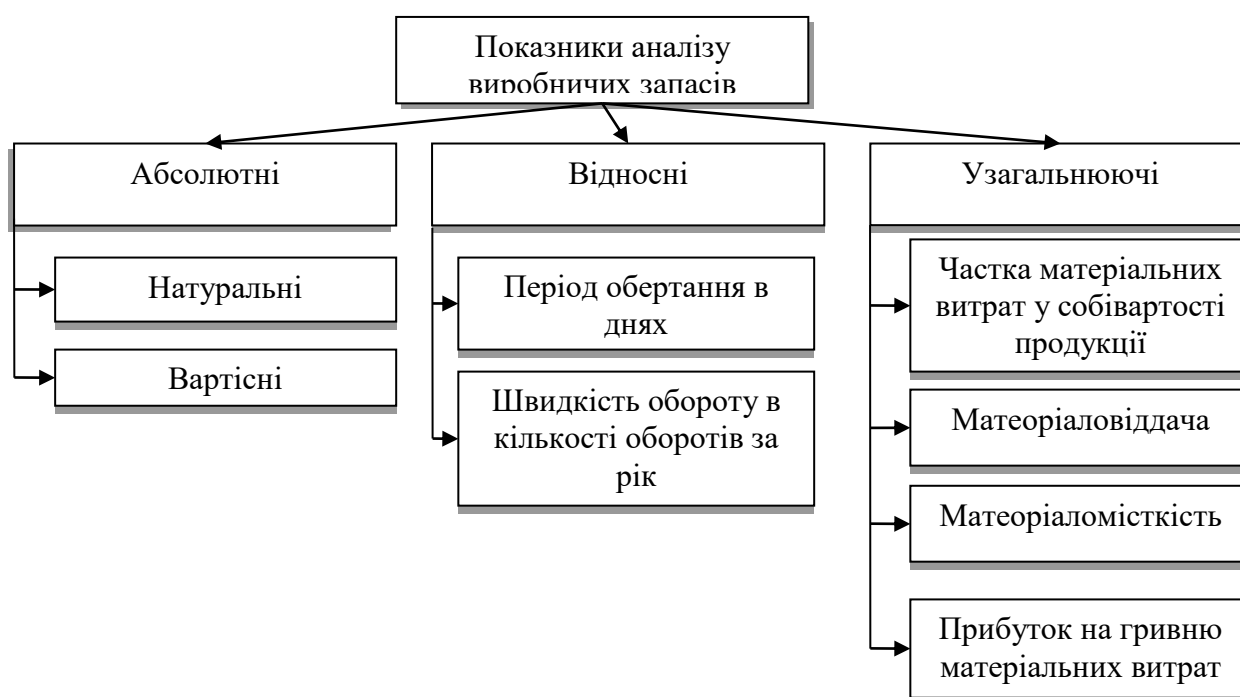 Показники аналізу
виробничих запасів
Абсолютні
Відносні
Узагальнюючі
Натуральні
Вартісні
Період обертання в
днях
Швидкість обороту в
кількості оборотів за
рік
Частка матеріальних
витрат у собівартості
продукції
Матеоріаловіддача
Матеоріаломісткість
Прибуток на гривню
матеріальних витрат